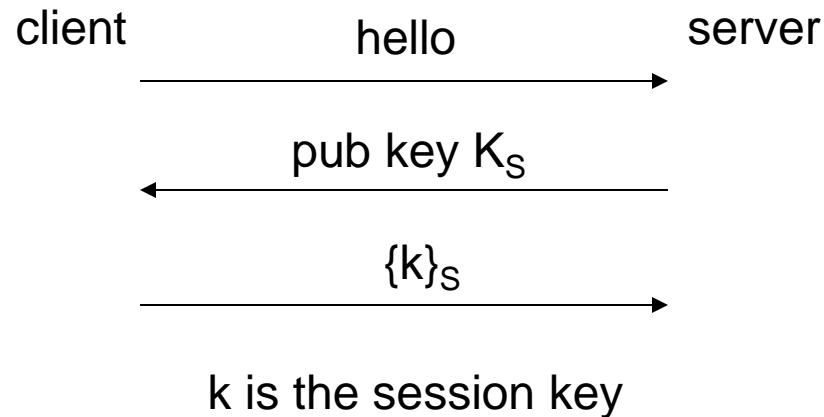 client hello server
pub key K_S
{k}_S
k is the session key